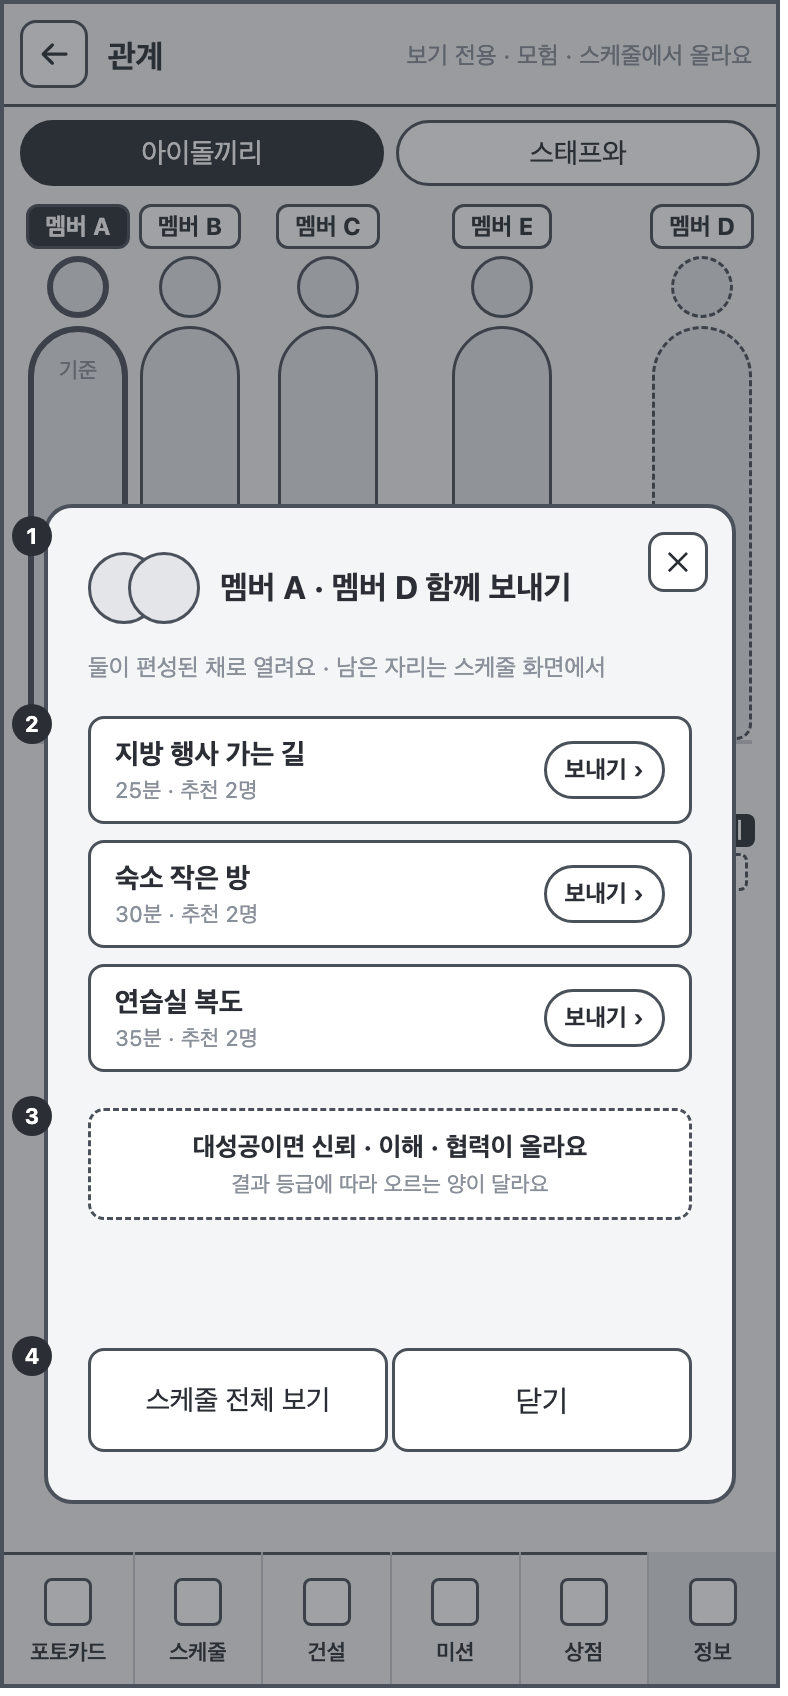 관계
보기 전용 · 모험 · 스케줄에서 올라요
아이돌끼리
스태프와
멤버 A
멤버 B
멤버 C
멤버 E
멤버 D
기준
1
멤버 A · 멤버 D 함께 보내기
둘이 편성된 채로 열려요 · 남은 자리는 스케줄 화면에서
2
지방 행사 가는 길
25분 · 추천 2명
보내기 ›
숙소 작은 방
30분 · 추천 2명
보내기 ›
연습실 복도
35분 · 추천 2명
보내기 ›
3
대성공이면 신뢰 · 이해 · 협력이 올라요
결과 등급에 따라 오르는 양이 달라요
4
스케줄 전체 보기
닫기
포토카드
스케줄
건설
미션
상점
정보